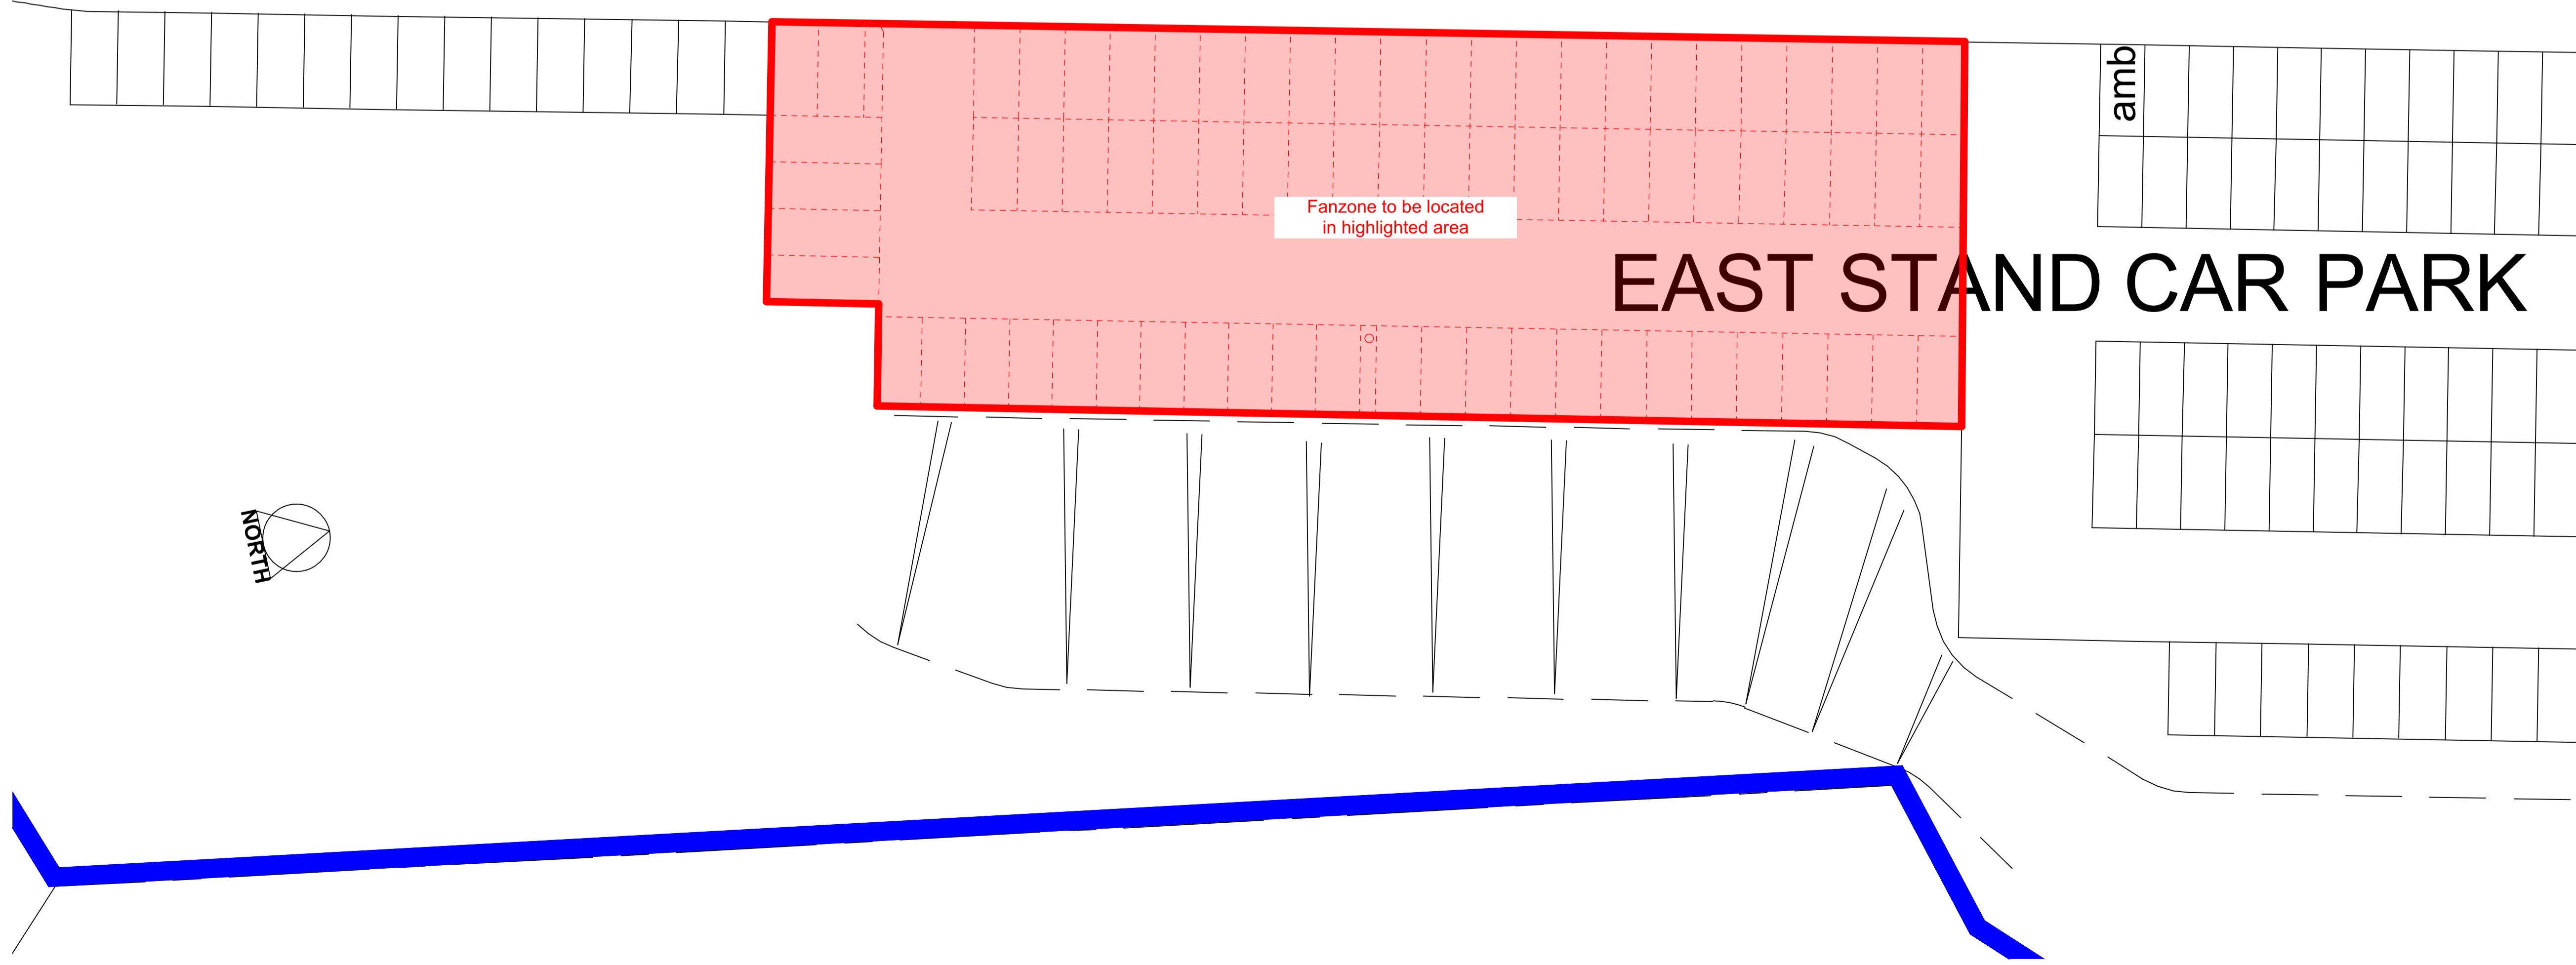 amb
Fanzone to be located
in highlighted area
EAST STAND CAR PARK
NORTH